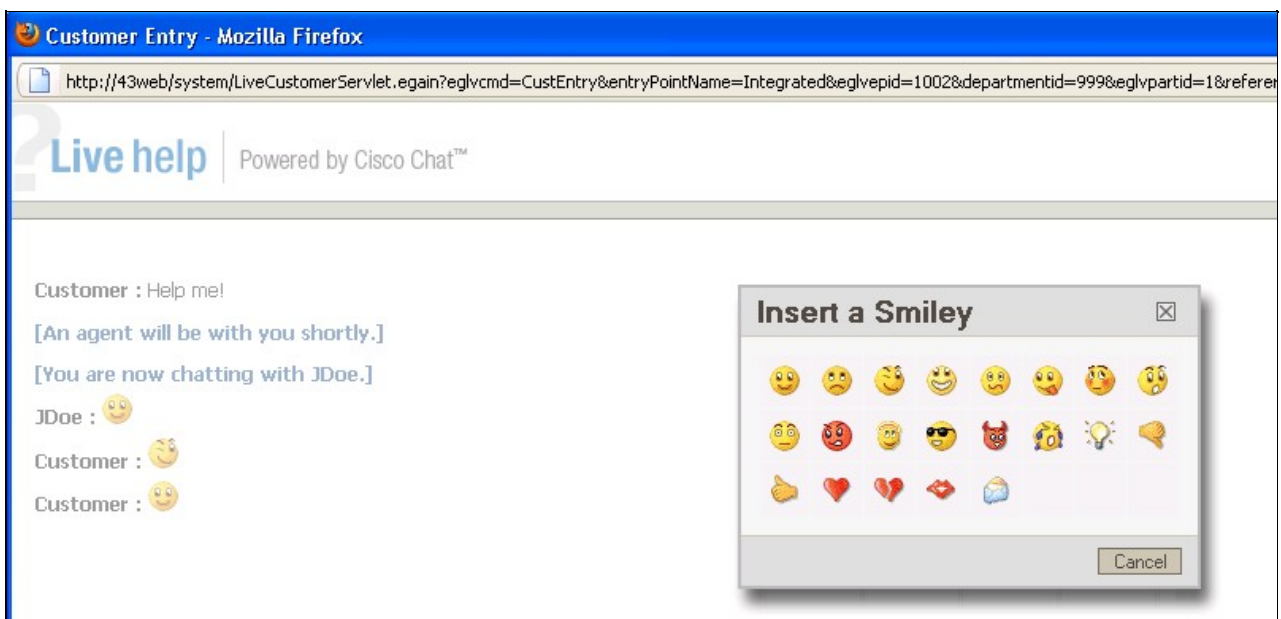 Customer Entry - Mozilla Firefox
http://43web/system/LiveCustomerServlet.egain?eglvcmd=CustEntry&entryPointName=Integrated&eglvepid=1002&departmentid=999&eglvpartid=1&referer
? Live help Powered by Cisco Chat™
Customer : Help me!
[An agent will be with you shortly.]
[You are now chatting with JDoe.]
JDoe :
Customer :
Customer :
Insert a Smiley
Cancel